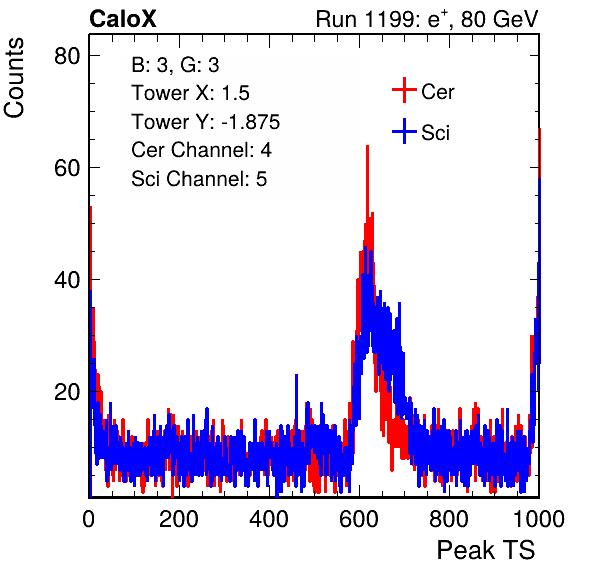 CaloX Run 1199: e⁺, 80 GeV
Counts
B: 3, G: 3
Tower X: 1.5
Tower Y: -1.875
Cer Channel: 4
Sci Channel: 5
Cer
Sci
80
60
40
20
0 200 400 600 800 1000
Peak TS